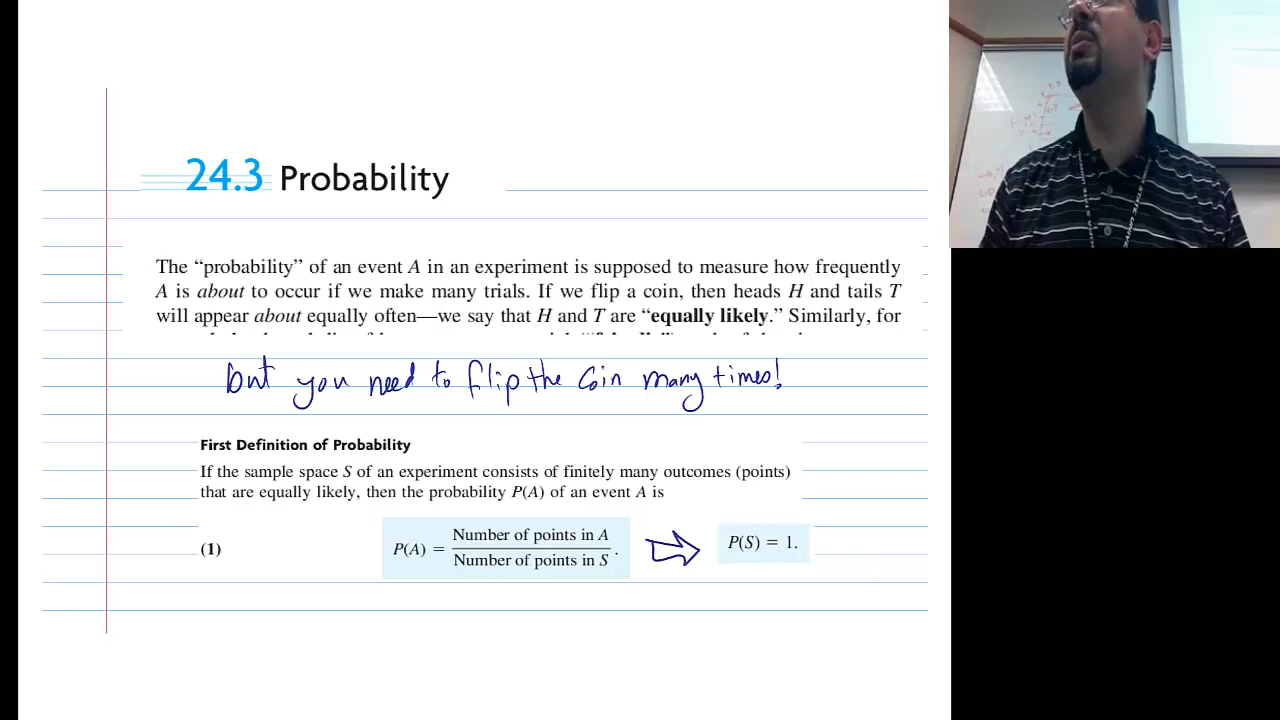 24.3 Probability
The “probability” of an event A in an experiment is supposed to measure how frequently
A is about to occur if we make many trials. If we flip a coin, then heads H and tails T
will appear about equally often—we say that H and T are “equally likely.” Similarly, for
but you need to flip the coin many times!
First Definition of Probability
If the sample space S of an experiment consists of finitely many outcomes (points)
that are equally likely, then the probability P(A) of an event A is
(1) P(A) = Number of points in A / Number of points in S . P(S) = 1.